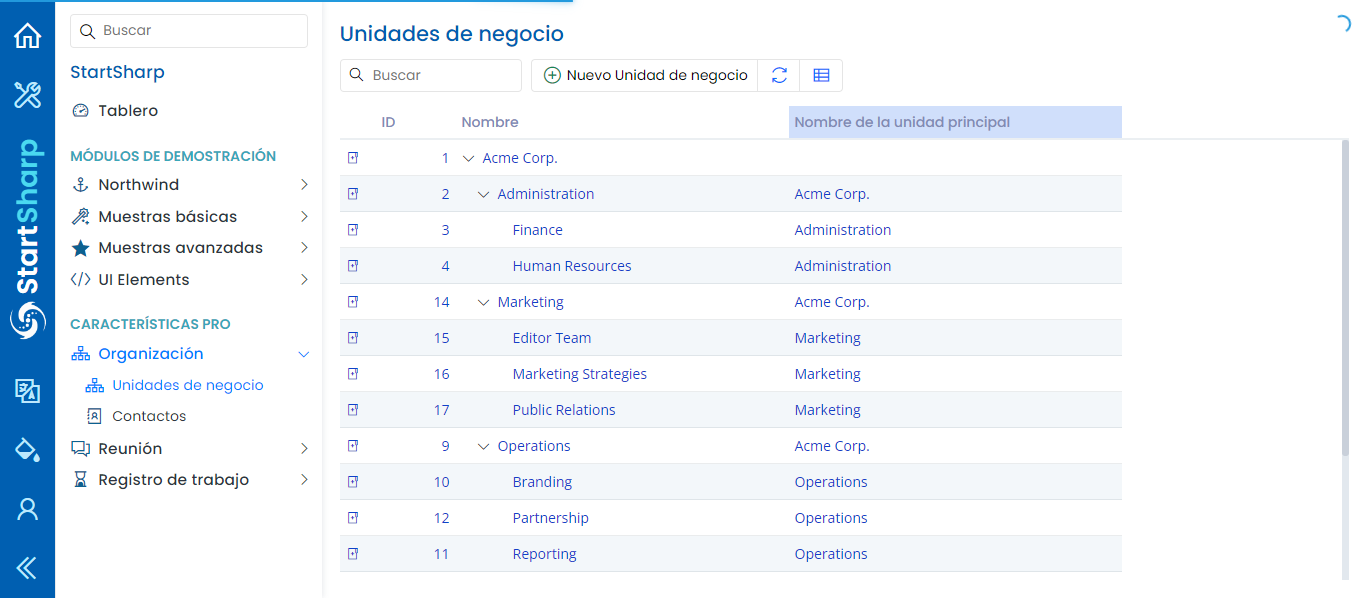 StartSharp
Buscar
StartSharp
Tablero
MÓDULOS DE DEMOSTRACIÓN
Northwind
Muestras básicas
Muestras avanzadas
UI Elements
CARACTERÍSTICAS PRO
Organización
Unidades de negocio
Contactos
Reunión
Registro de trabajo
Unidades de negocio
Buscar
Nuevo Unidad de negocio
ID Nombre Nombre de la unidad principal
1 Acme Corp.
2 Administration Acme Corp.
3 Finance Administration
4 Human Resources Administration
14 Marketing Acme Corp.
15 Editor Team Marketing
16 Marketing Strategies Marketing
17 Public Relations Marketing
9 Operations Acme Corp.
10 Branding Operations
12 Partnership Operations
11 Reporting Operations